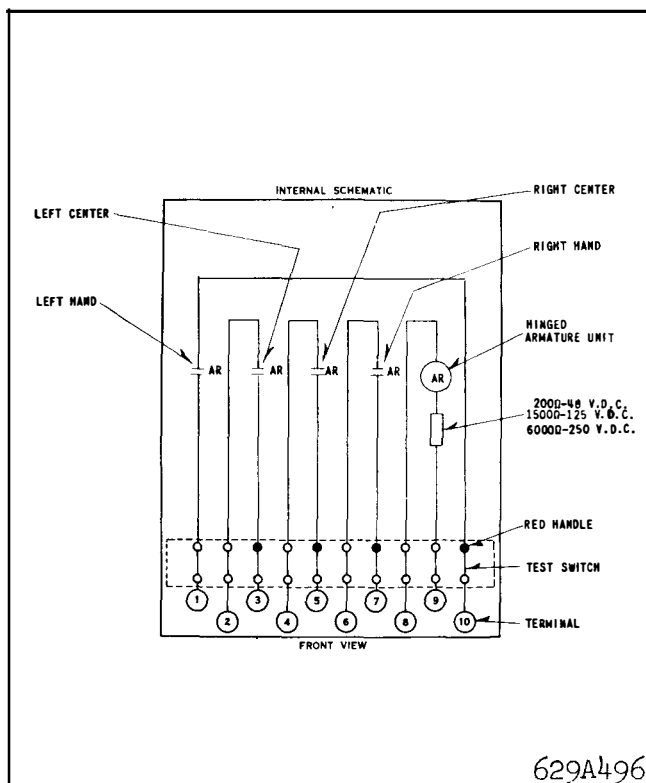 INTERNAL SCHEMATIC
RIGHT CENTER
LEFT CENTER
RIGHT HAND
LEFT HAND
HINGED
ARMATURE UNIT
AR
AR
AR
AR
AR
200Ω-48 V.D.C.
1500Ω-125 V.D.C.
6000Ω-250 V.D.C.
RED HANDLE
TEST SWITCH
1
3
5
7
9
2
4
6
8
10
TERMINAL
FRONT VIEW
629A496